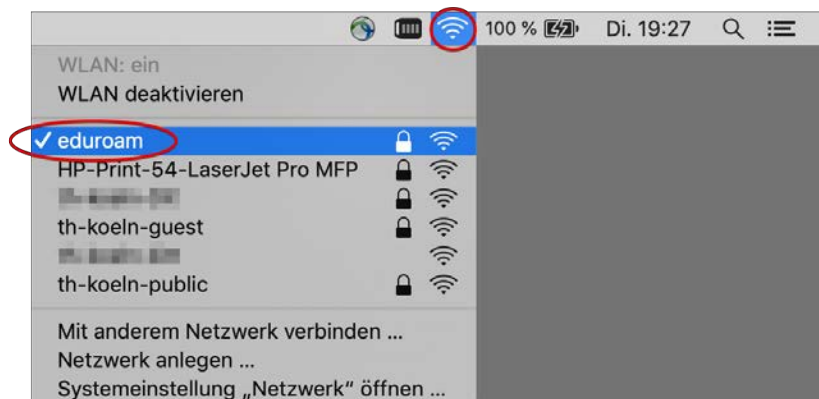 100 % Di. 19:27
WLAN: ein
WLAN deaktivieren
eduroam
HP-Print-54-LaserJet Pro MFP
th-koeln-guest
th-koeln-public
Mit anderem Netzwerk verbinden ...
Netzwerk anlegen ...
Systemeinstellung „Netzwerk“ öffnen ...